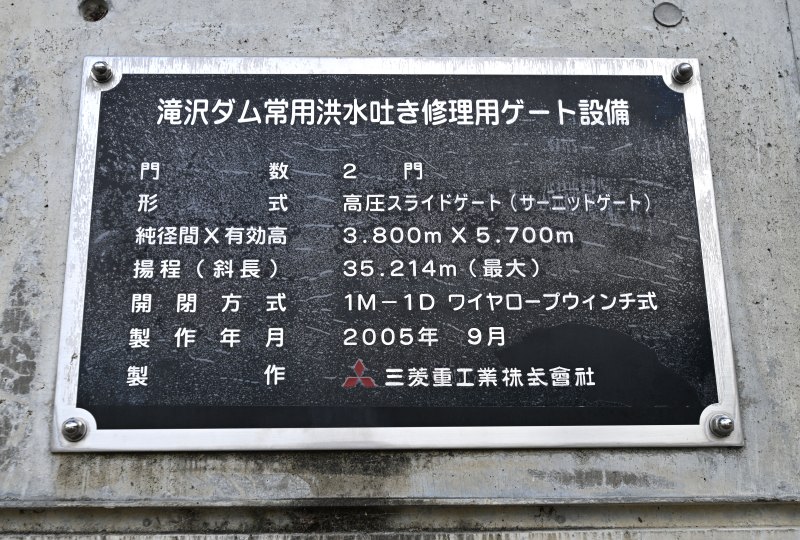 滝沢ダム常用洪水吐き修理用ゲート設備
門数 2 門
形式 高圧スライドゲート(サーニットゲート)
純径間X有効高 3.800m X 5.700m
揚程(斜長) 35.214m(最大)
開閉方式 1M-1D ワイヤロープウィンチ式
製作年月 2005年 9月
製作 三菱重工業株式會社